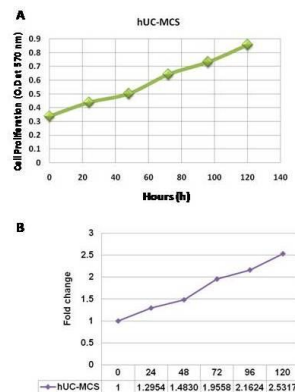 A
hUC-MCS
Cell Proliferation (O.D at 570 nm)
0.9
0.8
0.7
0.6
0.5
0.4
0.3
0.2
0.1
0
0 20 40 60 80 100 120 140
Hours (h)
B
Fold change
3
2.5
2
1.5
1
0.5
0
0 24 48 72 96 120
hUC-MCS 1 1.2954 1.4830 1.9558 2.1624 2.5317